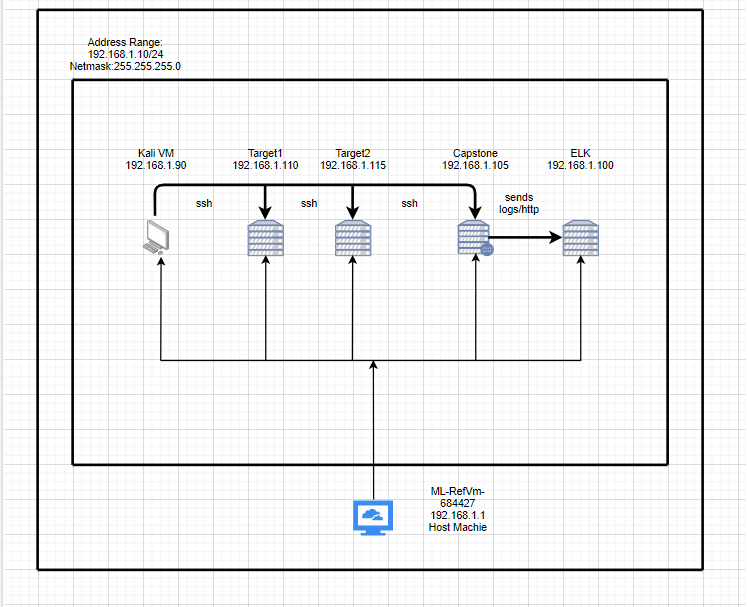 Address Range:
192.168.1.10/24
Netmask:255.255.255.0
Kali VM
192.168.1.90
Target1
192.168.1.110
Target2
192.168.1.115
Capstone
192.168.1.105
ELK
192.168.1.100
ssh
ssh
ssh
sends
logs/http
ML-RefVm-
684427
192.168.1.1
Host Machie